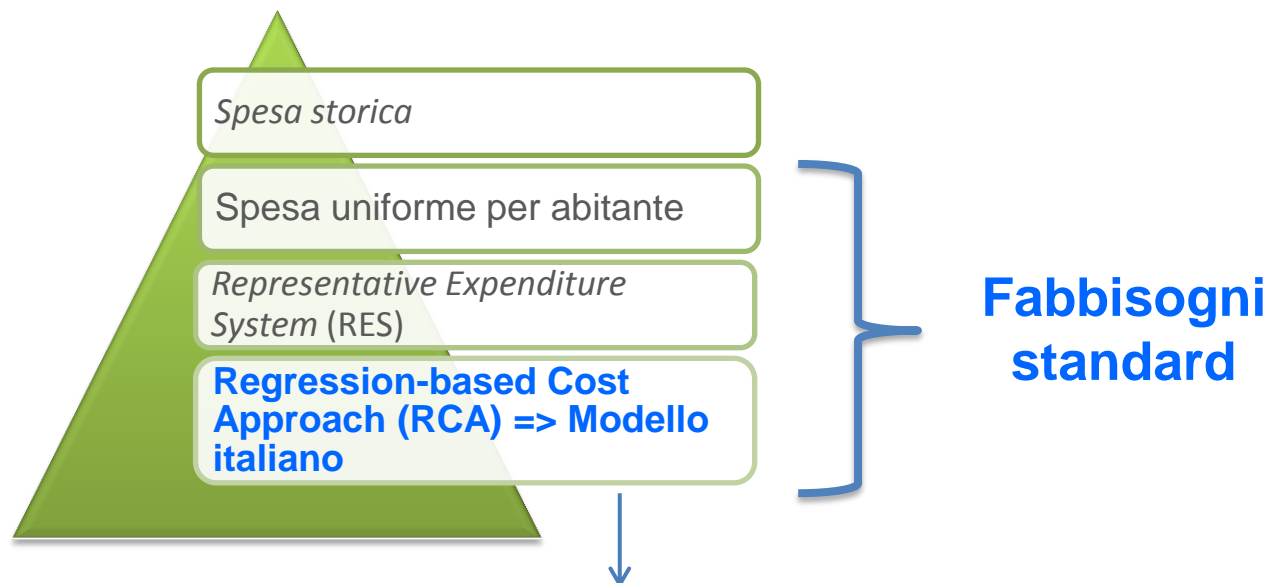 Spesa storica
Spesa uniforme per abitante
Representative Expenditure
System (RES)
Regression-based Cost
Approach (RCA) => Modello
italiano
Fabbisogni
standard